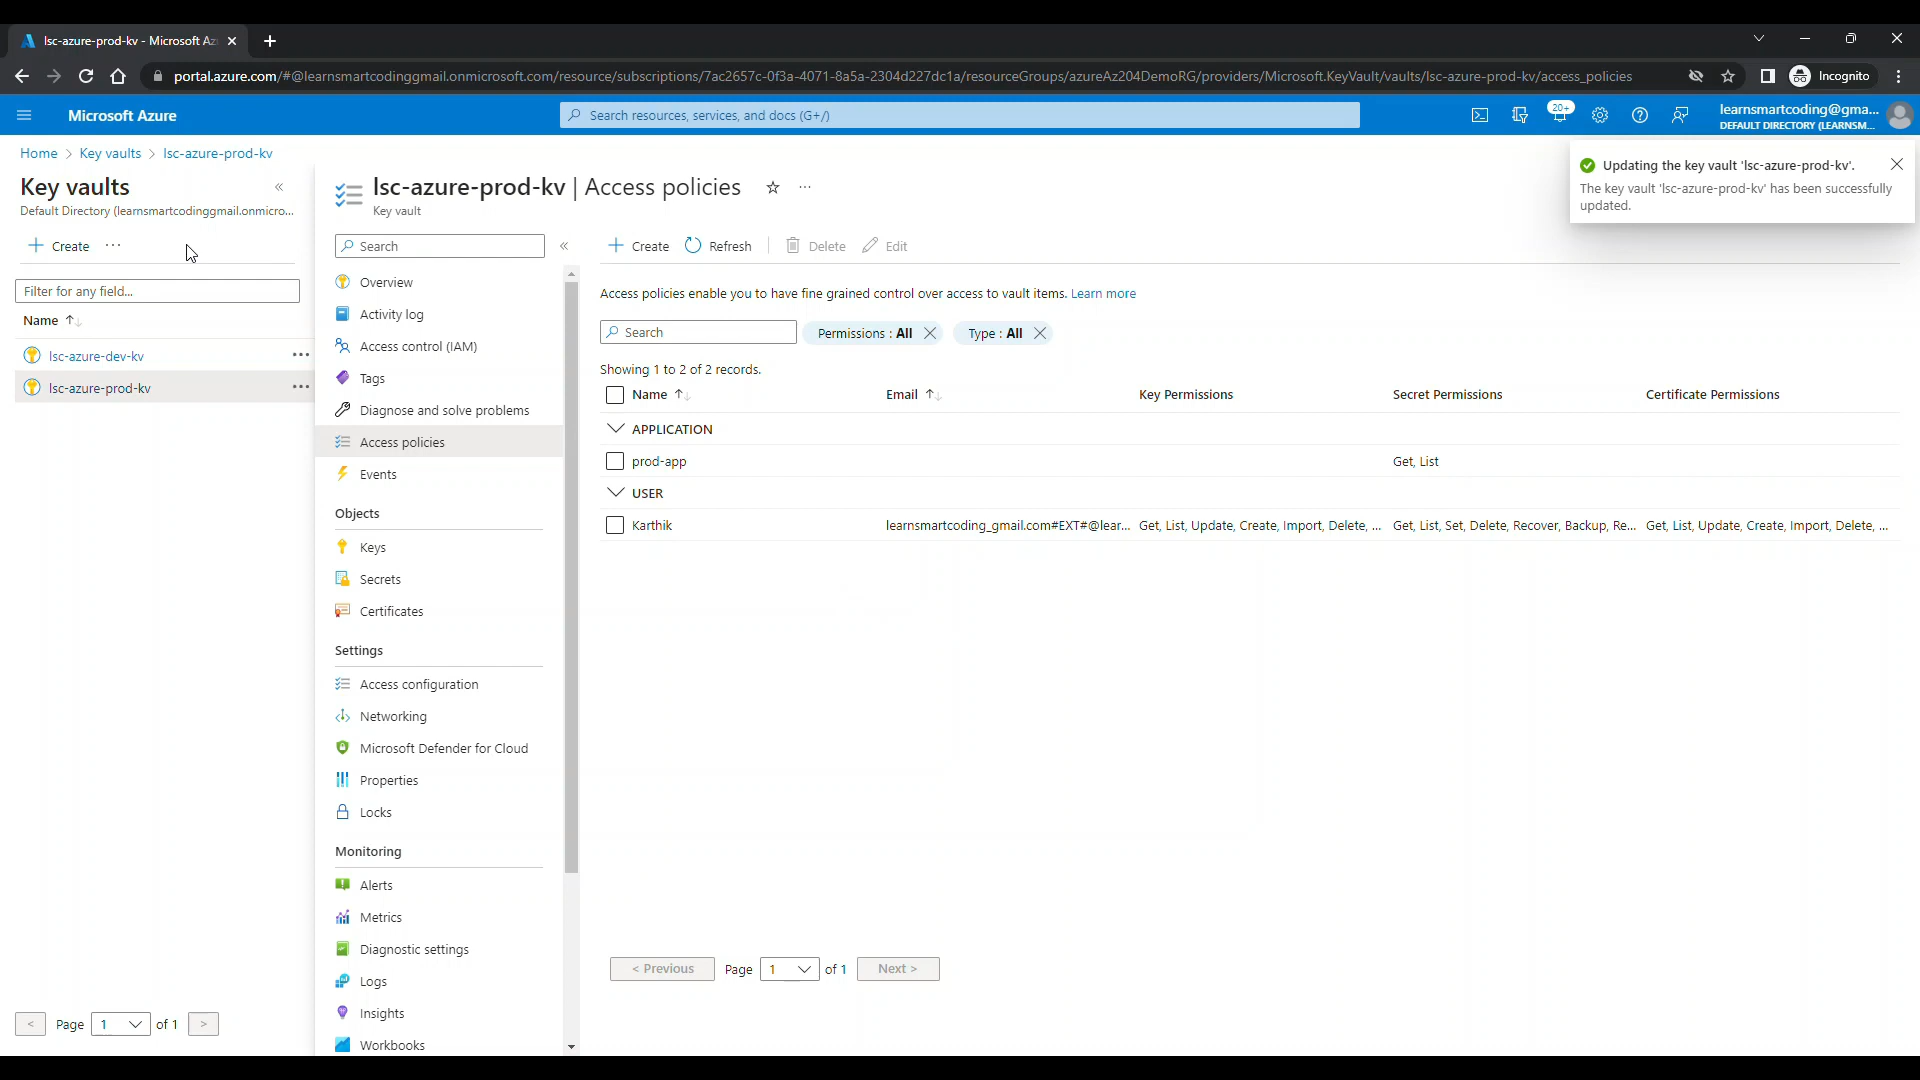 lsc-azure-prod-kv - Microsoft Az
portal.azure.com/#@learnsmartcodinggmail.onmicrosoft.com/resource/subscriptions/7ac2657c-0f3a-4071-8a5a-2304d227dc1a/resourceGroups/azureAz204DemoRG/providers/Microsoft.KeyVault/vaults/lsc-azure-prod-kv/access_policies
Incognito
Microsoft Azure
Search resources, services, and docs (G+/)
20+
learnsmartcoding@gma...
DEFAULT DIRECTORY (LEARNSM...
Home > Key vaults > lsc-azure-prod-kv
Updating the key vault 'lsc-azure-prod-kv'.
The key vault 'lsc-azure-prod-kv' has been successfully
updated.
Key vaults
Default Directory (learnsmartcodinggmail.onmicro...
Create
Filter for any field...
Name
lsc-azure-dev-kv
lsc-azure-prod-kv
< Page 1 of 1 >
lsc-azure-prod-kv | Access policies
Key vault
Search
Overview
Activity log
Access control (IAM)
Tags
Diagnose and solve problems
Access policies
Events
Objects
Keys
Secrets
Certificates
Settings
Access configuration
Networking
Microsoft Defender for Cloud
Properties
Locks
Monitoring
Alerts
Metrics
Diagnostic settings
Logs
Insights
Workbooks
Create Refresh Delete Edit
Access policies enable you to have fine grained control over access to vault items. Learn more
Search Permissions : All Type : All
Showing 1 to 2 of 2 records.
Name Email Key Permissions Secret Permissions Certificate Permissions
APPLICATION
prod-app Get, List
USER
Karthik learnsmartcoding_gmail.com#EXT#@lear... Get, List, Update, Create, Import, Delete, ... Get, List, Set, Delete, Recover, Backup, Re... Get, List, Update, Create, Import, Delete, ...
< Previous Page 1 of 1 Next >